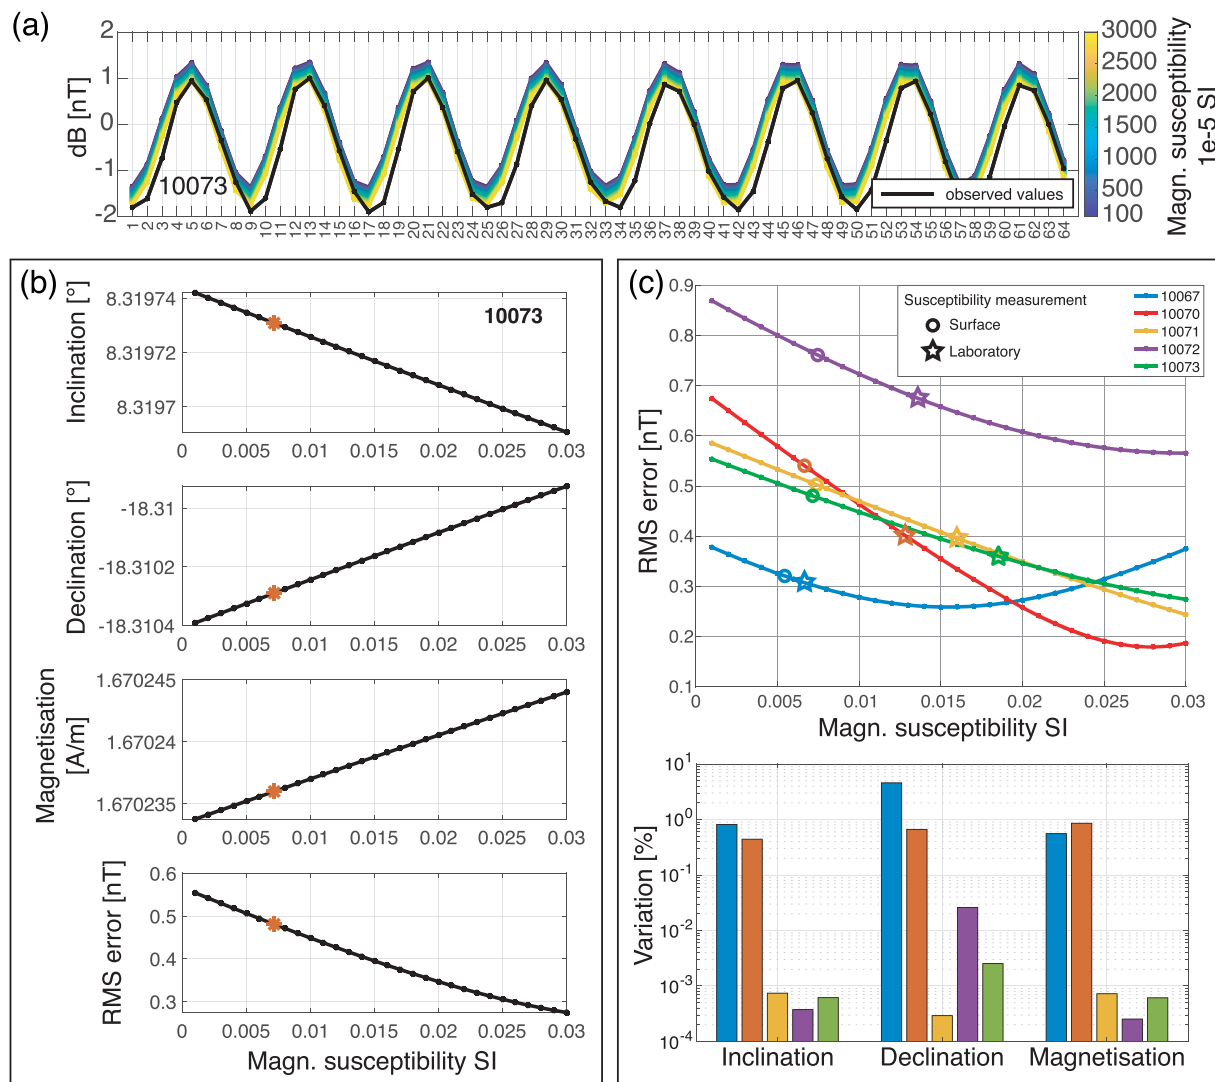 (a)
dB [nT]
2
1
0
-1
-2
10073
observed values
1 2 3 4 5 6 7 8 9 10 11 12 13 14 15 16 17 18 19 20 21 22 23 24 25 26 27 28 29 30 31 32 33 34 35 36 37 38 39 40 41 42 43 44 45 46 47 48 49 50 51 52 53 54 55 56 57 58 59 60 61 62 63 64
3000
2000
1500
1000
500
100
Magn. susceptibility
1e-5 SI
(b)
10073
Inclination [°]
8.31974
8.31972
8.3197
0 0.005 0.01 0.015 0.02 0.025 0.03
Declination [°]
-18.31
-18.3102
-18.3104
0 0.005 0.01 0.015 0.02 0.025 0.03
Magnetisation
[A/m]
1.670245
1.67024
1.670235
0 0.005 0.01 0.015 0.02 0.025 0.03
RMS error [nT]
0.6
0.5
0.4
0.3
0 0.005 0.01 0.015 0.02 0.025 0.03
Magn. susceptibility SI
(c)
RMS error [nT]
0.9
0.8
0.7
0.6
0.5
0.4
0.3
0.2
0.1
Susceptibility measurement
Surface
Laboratory
10067
10070
10071
10072
10073
0 0.005 0.01 0.015 0.02 0.025 0.03
Magn. susceptibility SI
Variation [%]
10^1
10^0
10^-1
10^-2
10^-3
10^-4
Inclination Declination Magnetisation